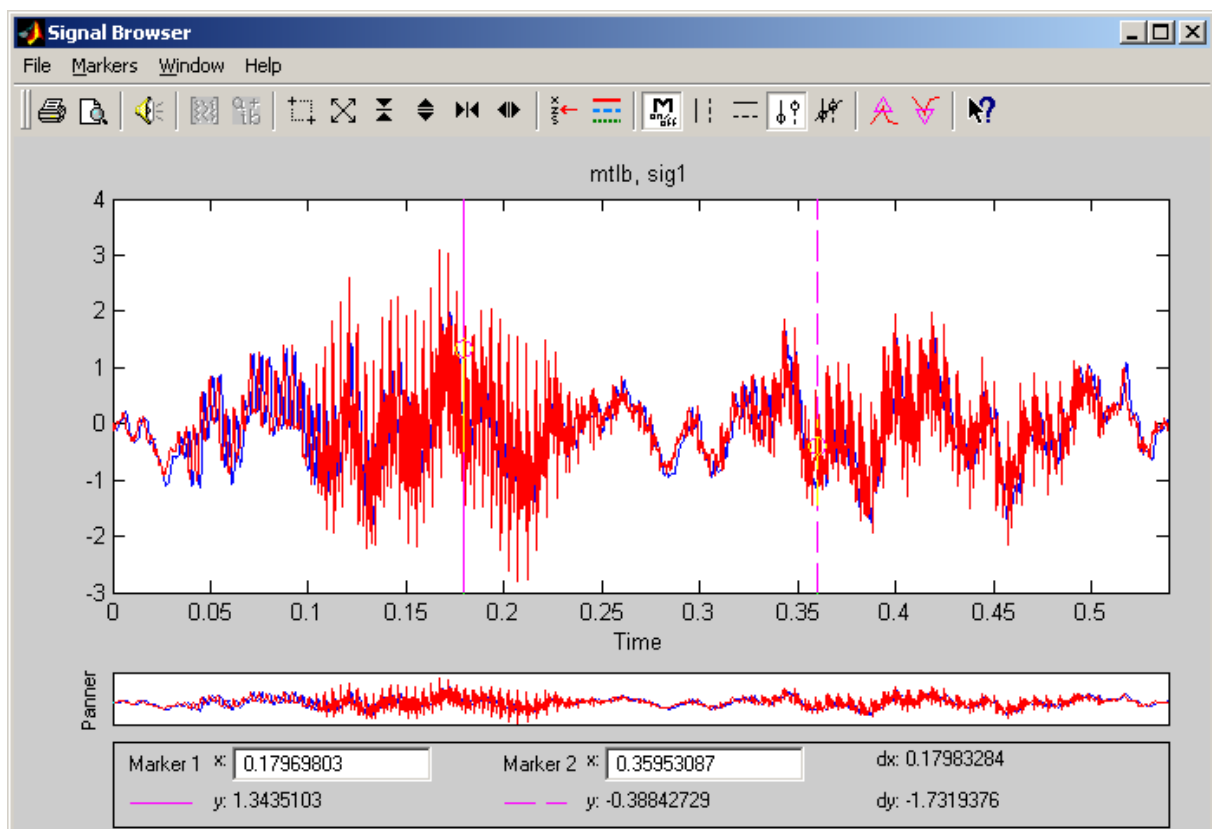 Signal Browser
File Markers Window Help
M
on/off
mtlb, sig1
4
3
2
1
0
-1
-2
-3
0 0.05 0.1 0.15 0.2 0.25 0.3 0.35 0.4 0.45 0.5
Time
Panner
Marker 1 x: 0.17969803 Marker 2 x: 0.35953087 dx: 0.17983284
y: 1.3435103 y: -0.38842729 dy: -1.7319376